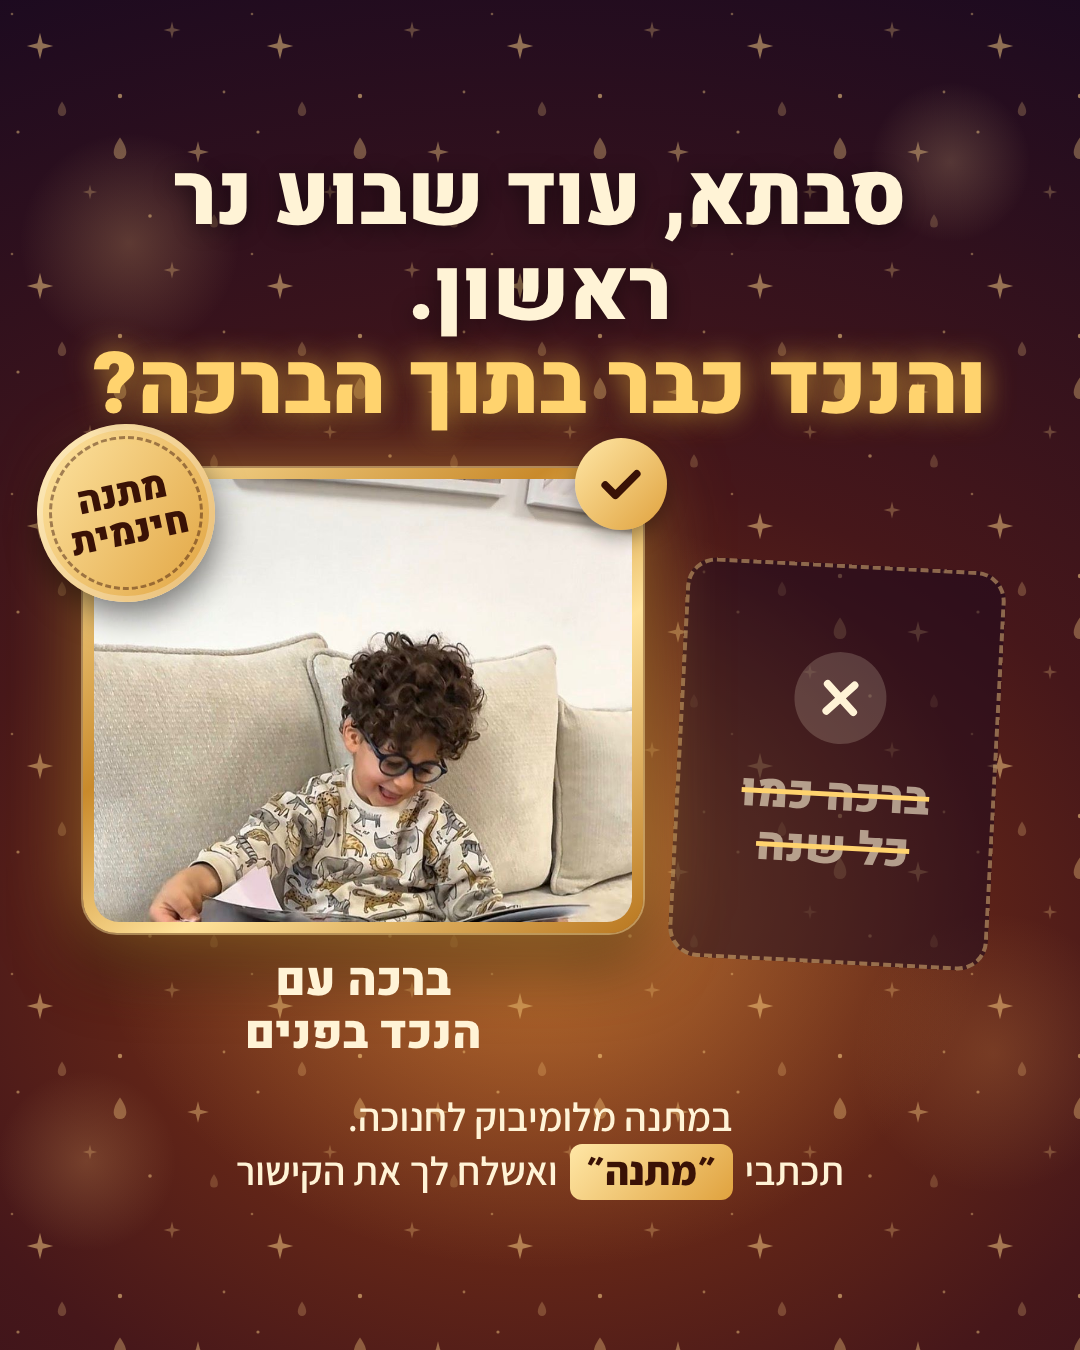 סבתא, עוד שבוע נר
ראשון.
והנכד כבר בתוך הברכה?
מתנה
חינמית
ברכה כמו
כל שנה
ברכה עם
הנכד בפנים
במתנה מלומיבוק לחנוכה.
תכתבי ״מתנה״ ואשלח לך את הקישור